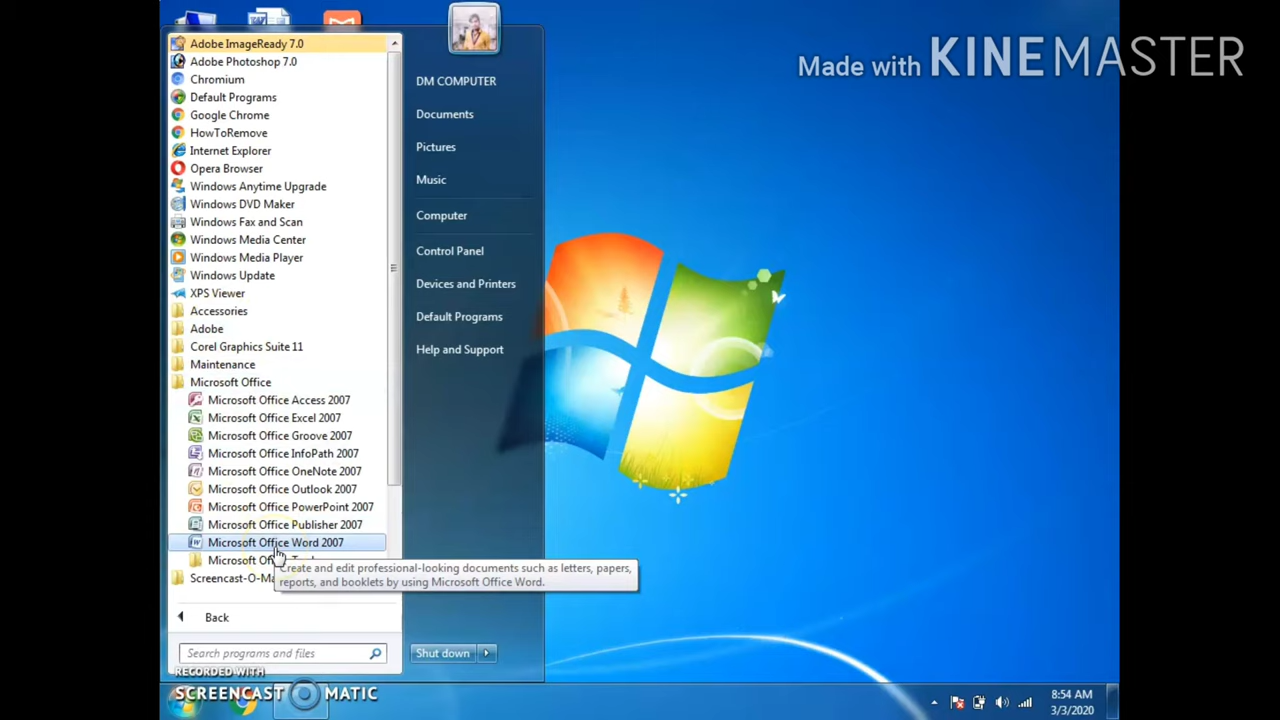 Made with KINEMASTER
Adobe ImageReady 7.0
Adobe Photoshop 7.0
Chromium
Default Programs
Google Chrome
HowToRemove
Internet Explorer
Opera Browser
Windows Anytime Upgrade
Windows DVD Maker
Windows Fax and Scan
Windows Media Center
Windows Media Player
Windows Update
XPS Viewer
Accessories
Adobe
Corel Graphics Suite 11
Maintenance
Microsoft Office
Microsoft Office Access 2007
Microsoft Office Excel 2007
Microsoft Office Groove 2007
Microsoft Office InfoPath 2007
Microsoft Office OneNote 2007
Microsoft Office Outlook 2007
Microsoft Office PowerPoint 2007
Microsoft Office Publisher 2007
Microsoft Office Word 2007
Microsoft
Create and edit professional-looking documents such as letters, papers,
reports, and booklets by using Microsoft Office Word.
Back
Search programs and files
DM COMPUTER
Documents
Pictures
Music
Computer
Control Panel
Devices and Printers
Default Programs
Help and Support
Shut down
RECORDED WITH
SCREENCAST MATIC
8:54 AM
3/3/2020